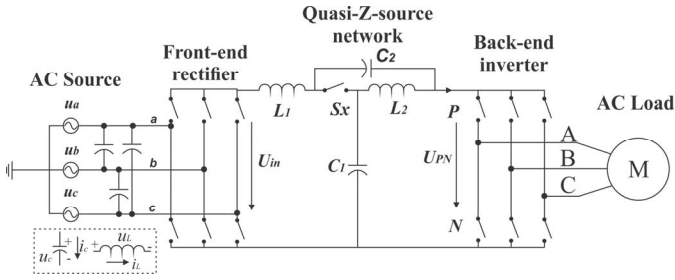 Quasi-Z-source
network
Front-end
rectifier
Back-end
inverter
AC Source
AC Load
C2
L1
Sx
L2
P
ua
a
A
ub
b
Uin
C1
UPN
B
M
uc
c
C
N
uc
+
-
ic
+
uL
-
iL